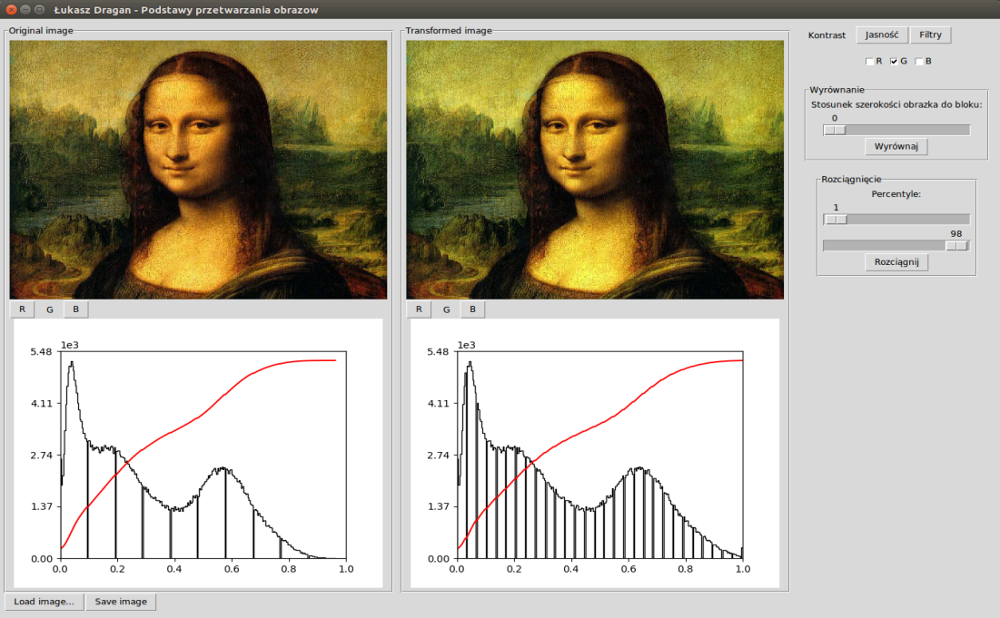 Łukasz Dragan - Podstawy przetwarzania obrazow
Original image
R G B
1e3
5.48
4.11
2.74
1.37
0.00
0.0 0.2 0.4 0.6 0.8 1.0
Transformed image
R G B
1e3
5.48
4.11
2.74
1.37
0.00
0.0 0.2 0.4 0.6 0.8 1.0
Kontrast Jasność Filtry
R G B
Wyrównanie
Stosunek szerokości obrazka do bloku:
0
Wyrównaj
Rozciągnięcie
Percentyle:
1
98
Rozciągnij
Load image... Save image